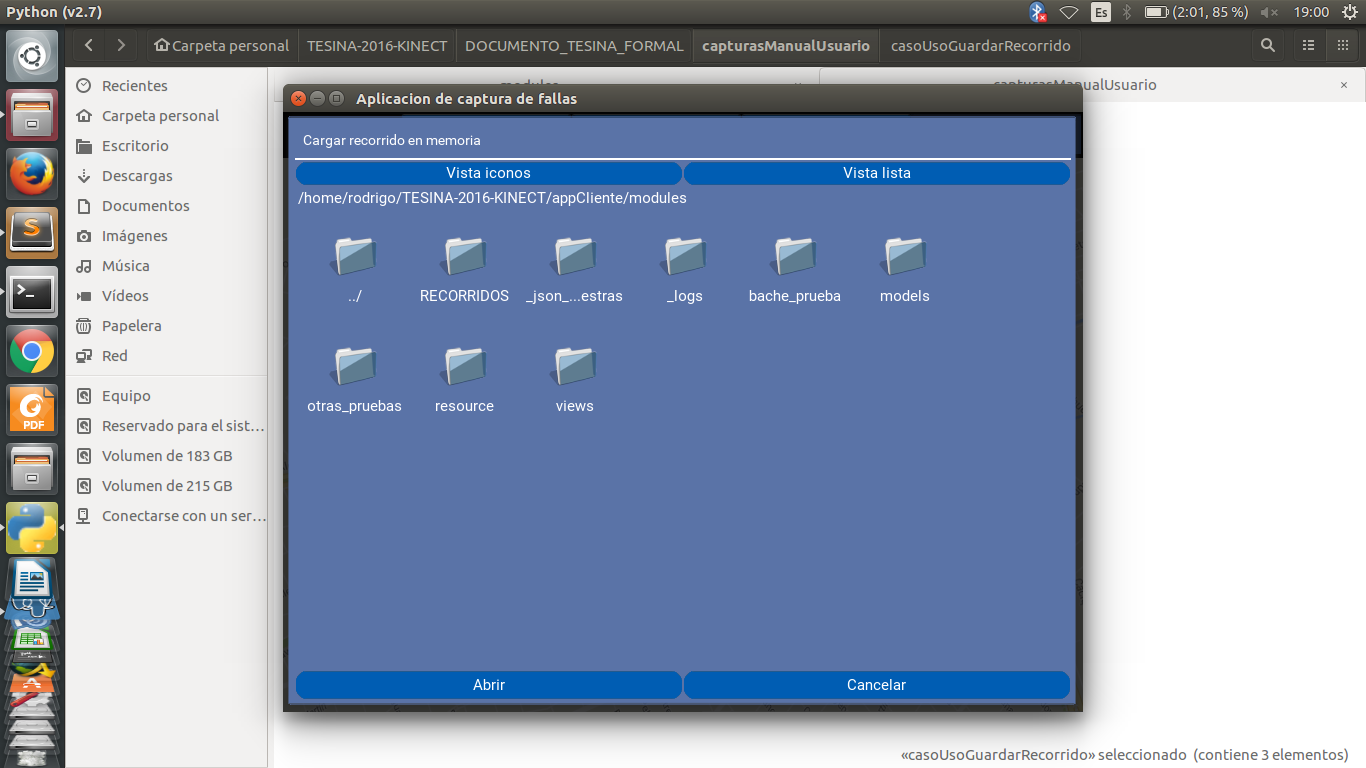 Python (v2.7)
Es
(2:01, 85 %)
19:00
Carpeta personal
TESINA-2016-KINECT
DOCUMENTO_TESINA_FORMAL
capturasManualUsuario
casoUsoGuardarRecorrido
Recientes
Carpeta personal
Escritorio
Descargas
Documentos
Imágenes
Música
Vídeos
Papelera
Red
Equipo
Reservado para el sist...
Volumen de 183 GB
Volumen de 215 GB
Conectarse con un ser...
modules
capturasManualUsuario
Aplicacion de captura de fallas
Cargar recorrido en memoria
Vista iconos
Vista lista
/home/rodrigo/TESINA-2016-KINECT/appCliente/modules
../
RECORRIDOS
_json_...estras
_logs
bache_prueba
models
otras_pruebas
resource
views
Abrir
Cancelar
PDF
«casoUsoGuardarRecorrido» seleccionado (contiene 3 elementos)